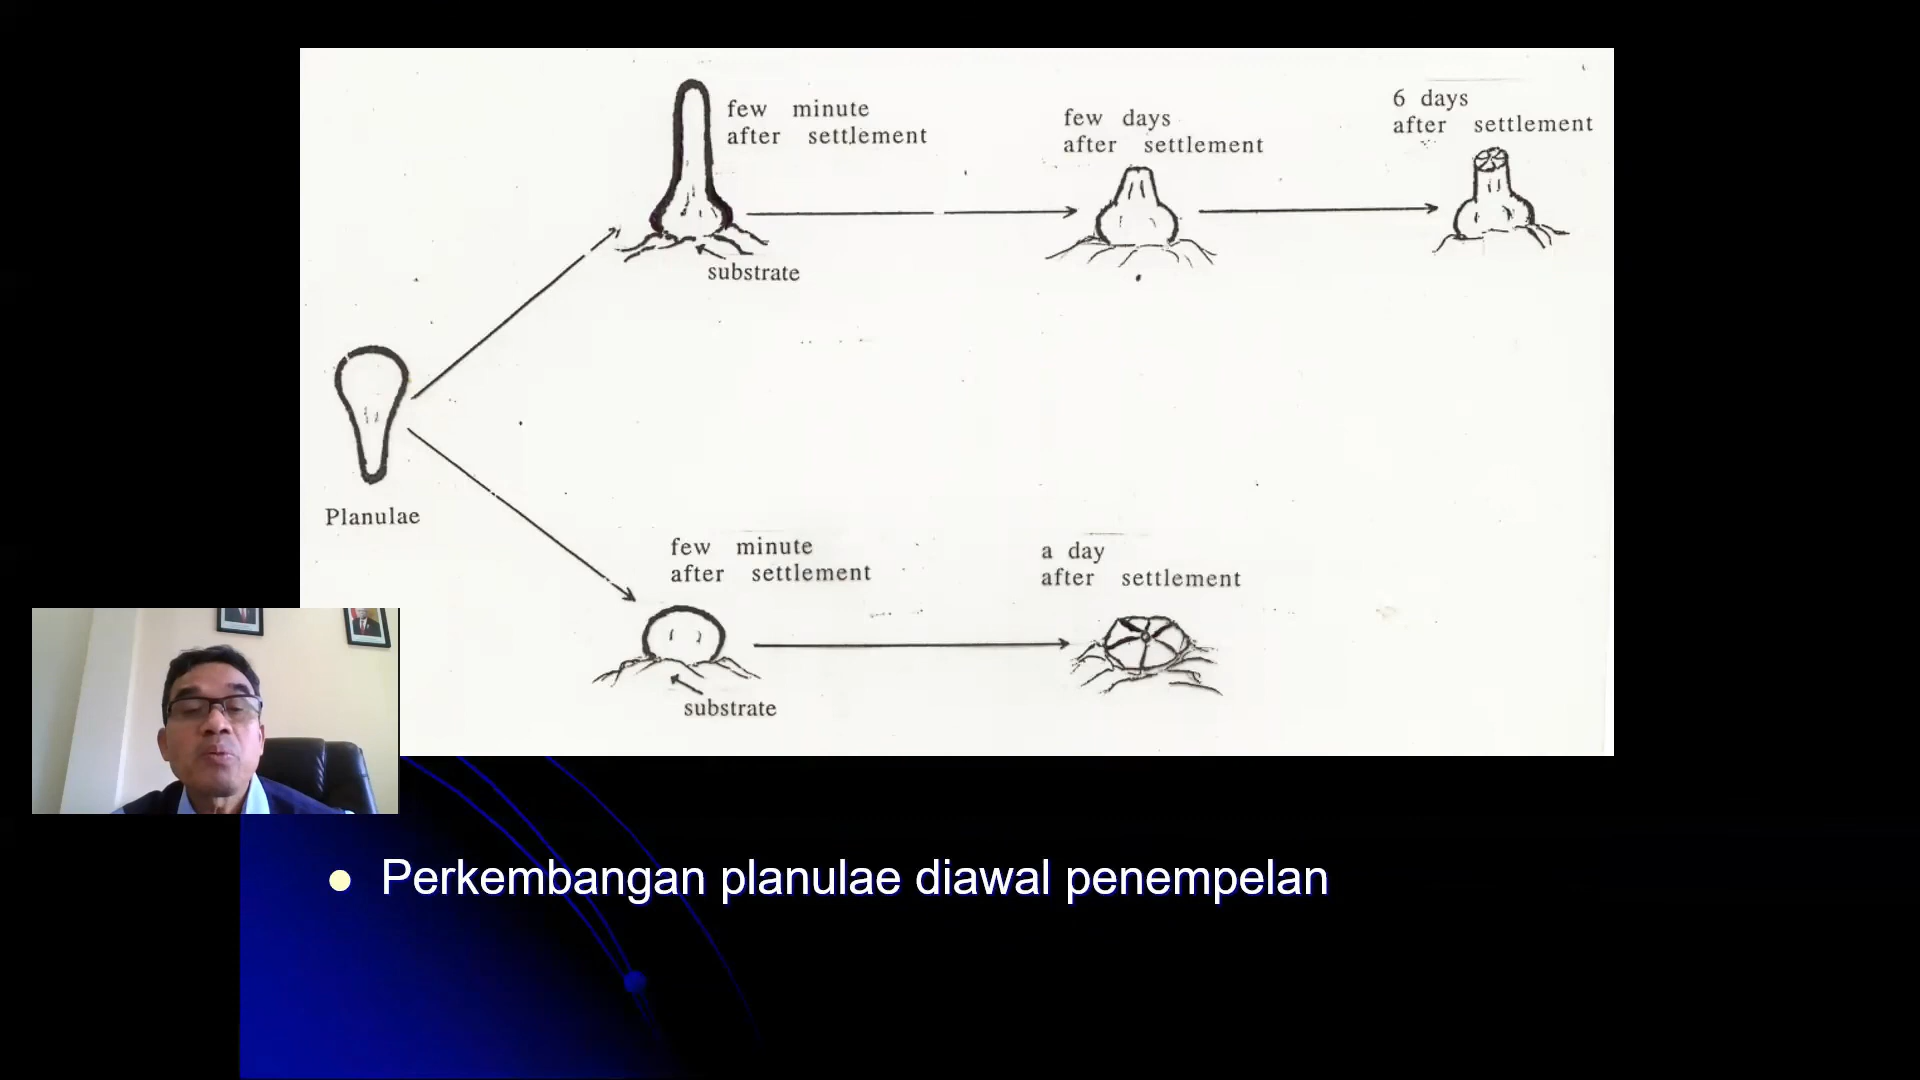 few minute
after settlement
few days
after settlement
6 days
after settlement
substrate
Planulae
few minute
after settlement
a day
after settlement
substrate
Perkembangan planulae diawal penempelan